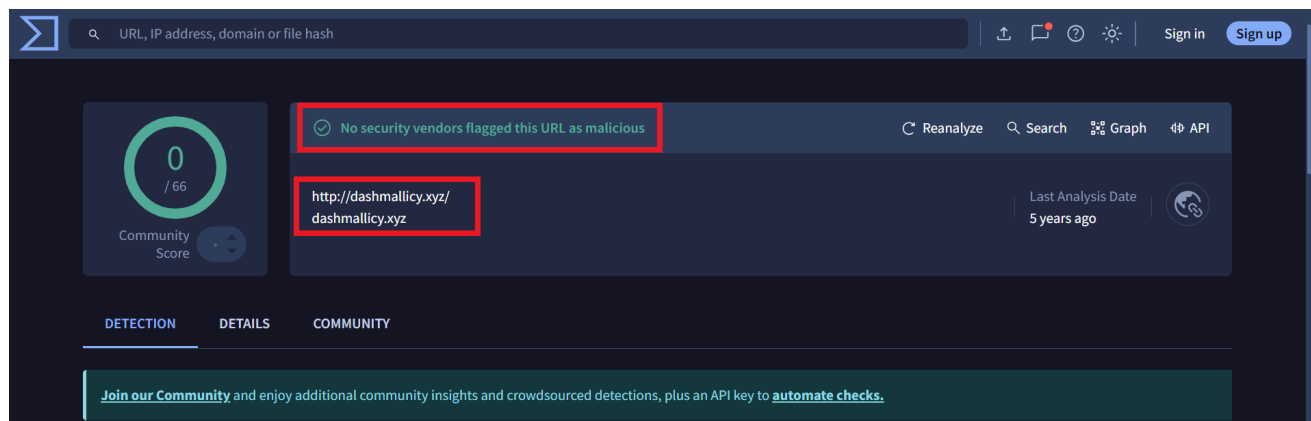 URL, IP address, domain or file hash
Sign in
Sign up
0
/ 66
Community
Score
No security vendors flagged this URL as malicious
Reanalyze
Search
Graph
API
http://dashmallicy.xyz/
dashmallicy.xyz
Last Analysis Date
5 years ago
DETECTION
DETAILS
COMMUNITY
Join our Community and enjoy additional community insights and crowdsourced detections, plus an API key to automate checks.